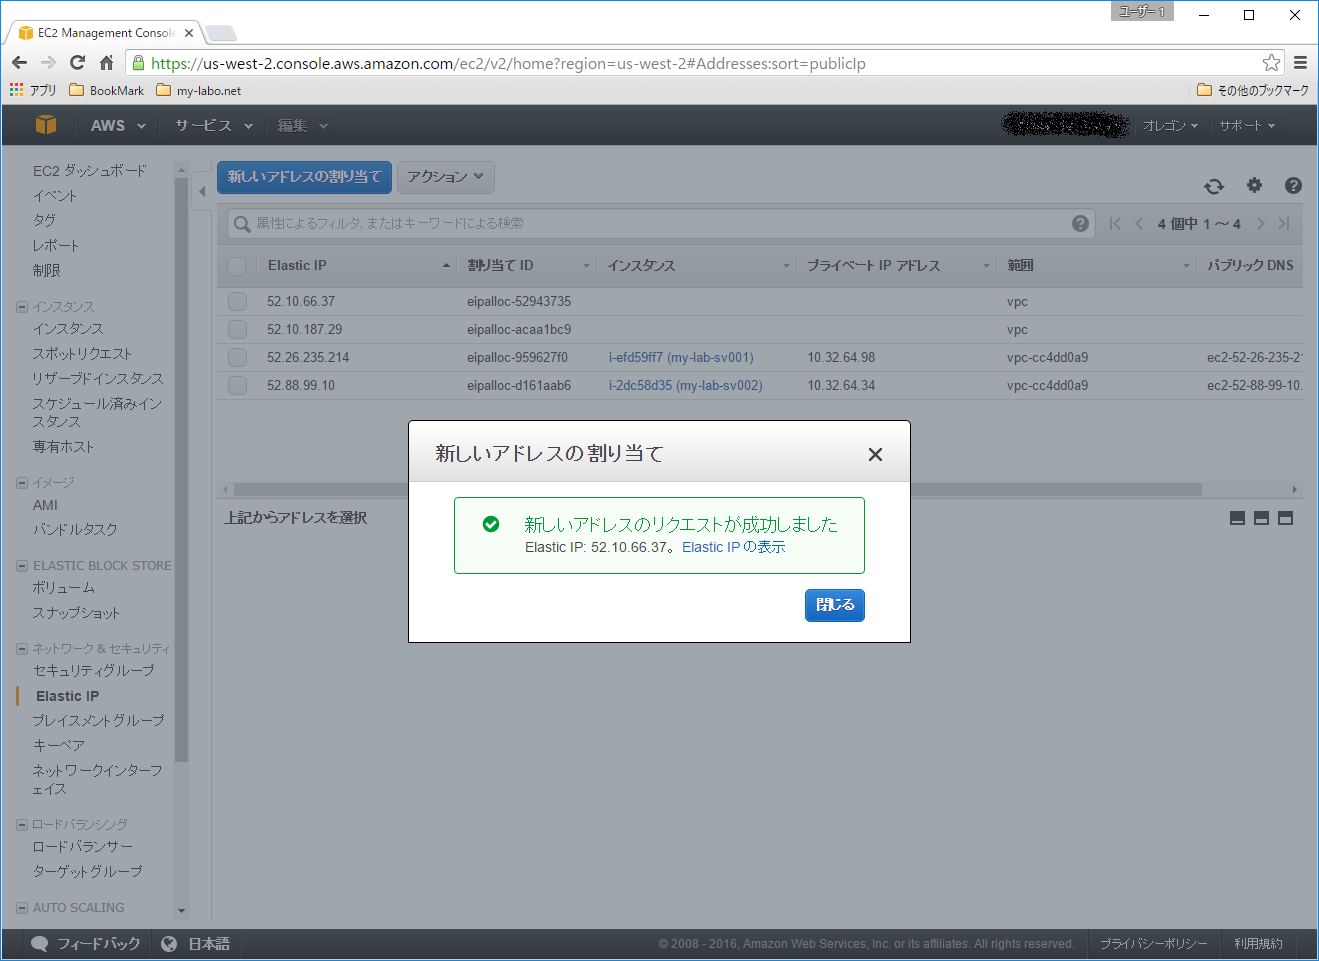 ユーザー 1
EC2 Management Console
https://us-west-2.console.aws.amazon.com/ec2/v2/home?region=us-west-2#Addresses:sort=publicIp
アプリ BookMark my-labo.net その他のブックマーク
AWS サービス 編集 オレゴン サポート
EC2 ダッシュボード
イベント
タグ
レポート
制限
インスタンス
インスタンス
スポットリクエスト
リザーブドインスタンス
スケジュール済みイン
スタンス
専有ホスト
イメージ
AMI
バンドルタスク
ELASTIC BLOCK STORE
ボリューム
スナップショット
ネットワーク & セキュリティ
セキュリティグループ
Elastic IP
プレイスメントグループ
キーペア
ネットワークインターフ
ェイス
ロードバランシング
ロードバランサー
ターゲットグループ
AUTO SCALING
新しいアドレスの割り当て アクション
属性によるフィルタ、またはキーワードによる検索
4 個中 1 ～ 4
Elastic IP 割り当て ID インスタンス プライベート IP アドレス 範囲 パブリック DNS
52.10.66.37 eipalloc-52943735 vpc
52.10.187.29 eipalloc-acaa1bc9 vpc
52.26.235.214 eipalloc-959627f0 i-efd59ff7 (my-lab-sv001) 10.32.64.98 vpc-cc4dd0a9 ec2-52-26-235-21
52.88.99.10 eipalloc-d161aab6 i-2dc58d35 (my-lab-sv002) 10.32.64.34 vpc-cc4dd0a9 ec2-52-88-99-10.
上記からアドレスを選択
新しいアドレスの割り当て
新しいアドレスのリクエストが成功しました
Elastic IP: 52.10.66.37。 Elastic IP の表示
閉じる
フィードバック 日本語
© 2008 - 2016, Amazon Web Services, Inc. or its affiliates. All rights reserved. プライバシーポリシー 利用規約